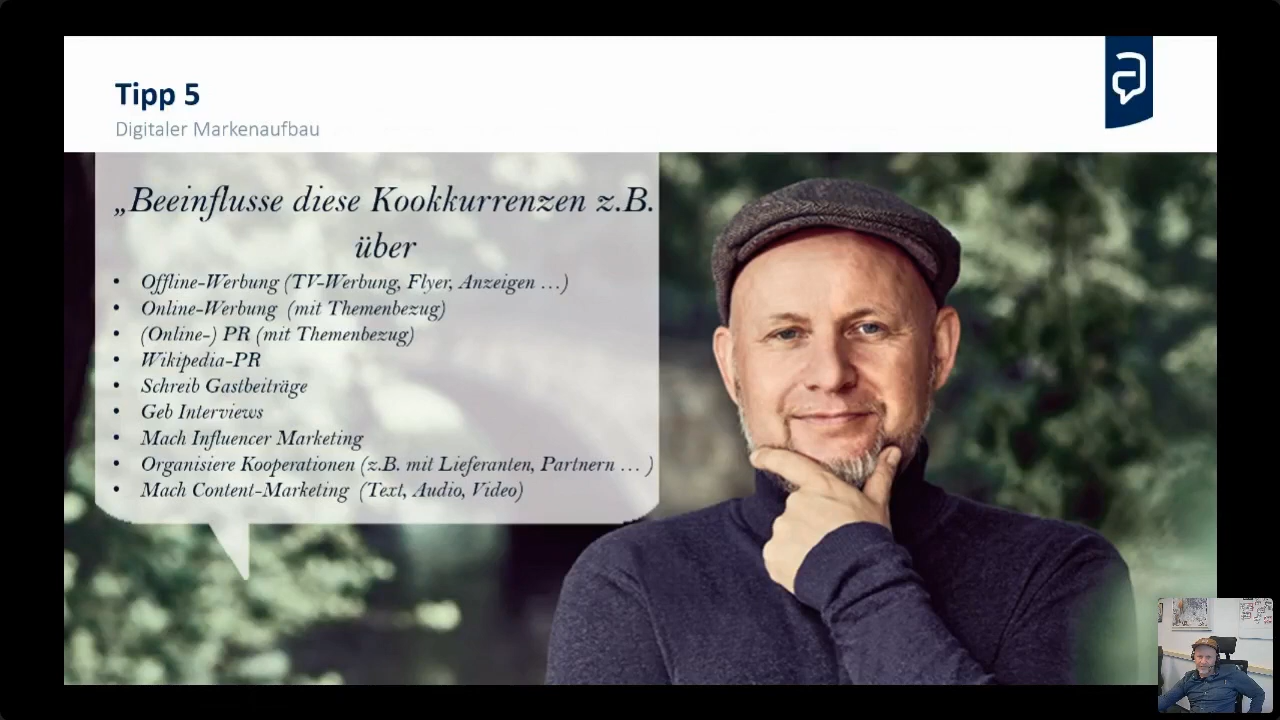 Tipp 5
Digitaler Markenaufbau
„Beeinflusse diese Kookkurrenzen z.B.
über
• Offline-Werbung (TV-Werbung, Flyer, Anzeigen …)
• Online-Werbung (mit Themenbezug)
• (Online-) PR (mit Themenbezug)
• Wikipedia-PR
• Schreib Gastbeiträge
• Geb Interviews
• Mach Influencer Marketing
• Organisiere Kooperationen (z.B. mit Lieferanten, Partnern … )
• Mach Content-Marketing (Text, Audio, Video)